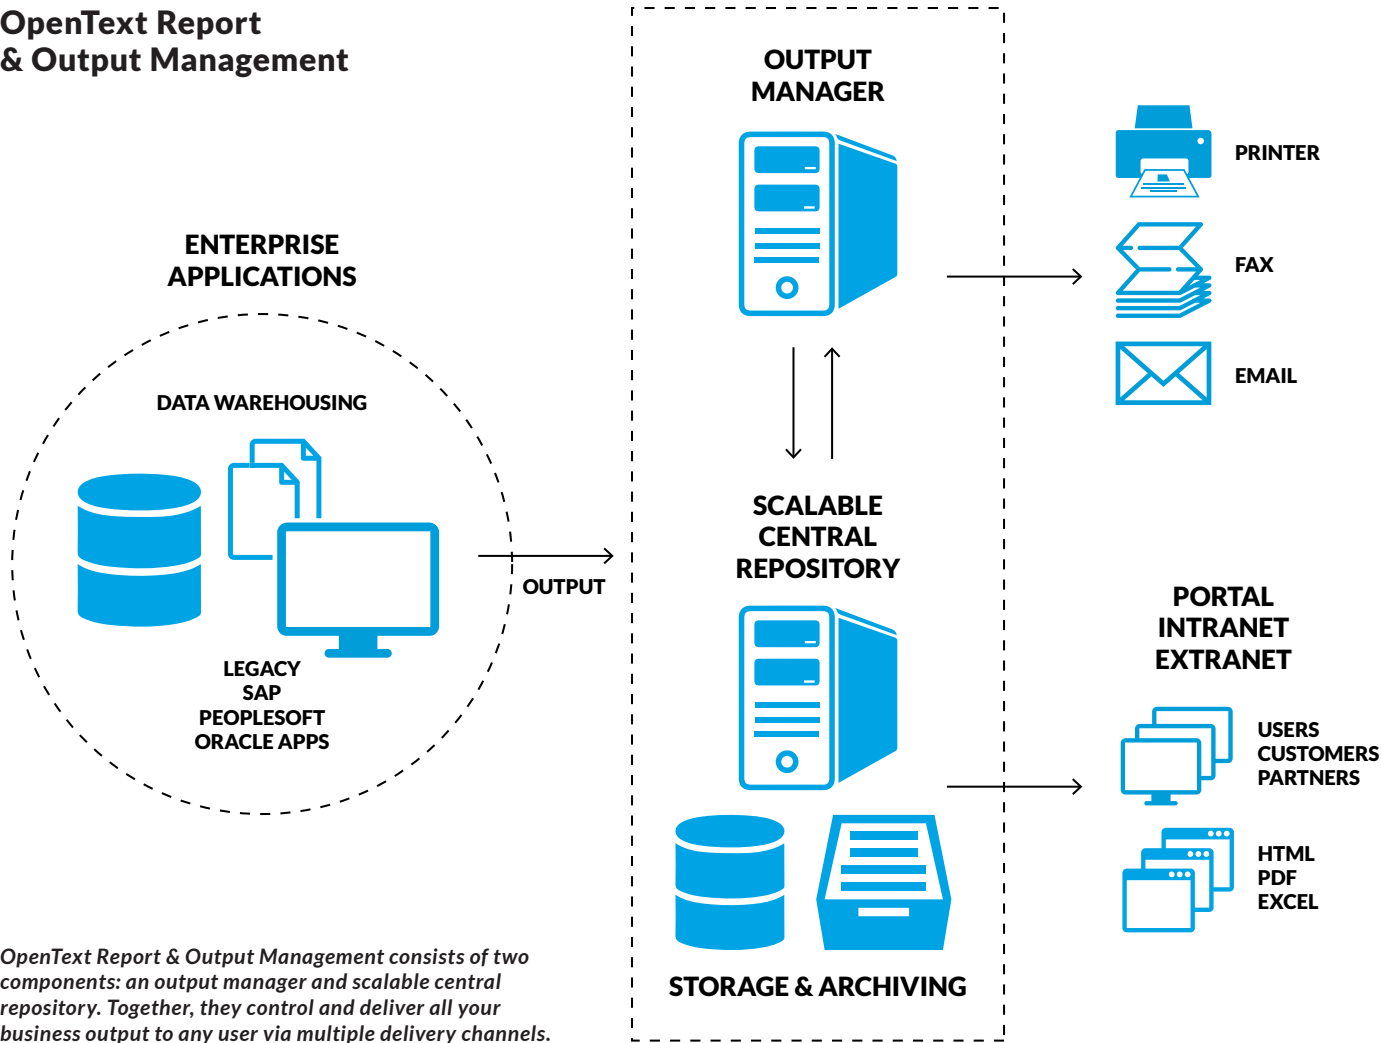 OpenText Report
& Output Management
ENTERPRISE
APPLICATIONS
DATA WAREHOUSING
LEGACY
SAP
PEOPLESOFT
ORACLE APPS
OUTPUT
OUTPUT
MANAGER
SCALABLE
CENTRAL
REPOSITORY
STORAGE & ARCHIVING
PRINTER
FAX
EMAIL
PORTAL
INTRANET
EXTRANET
USERS
CUSTOMERS
PARTNERS
HTML
PDF
EXCEL
OpenText Report & Output Management consists of two
components: an output manager and scalable central
repository. Together, they control and deliver all your
business output to any user via multiple delivery channels.